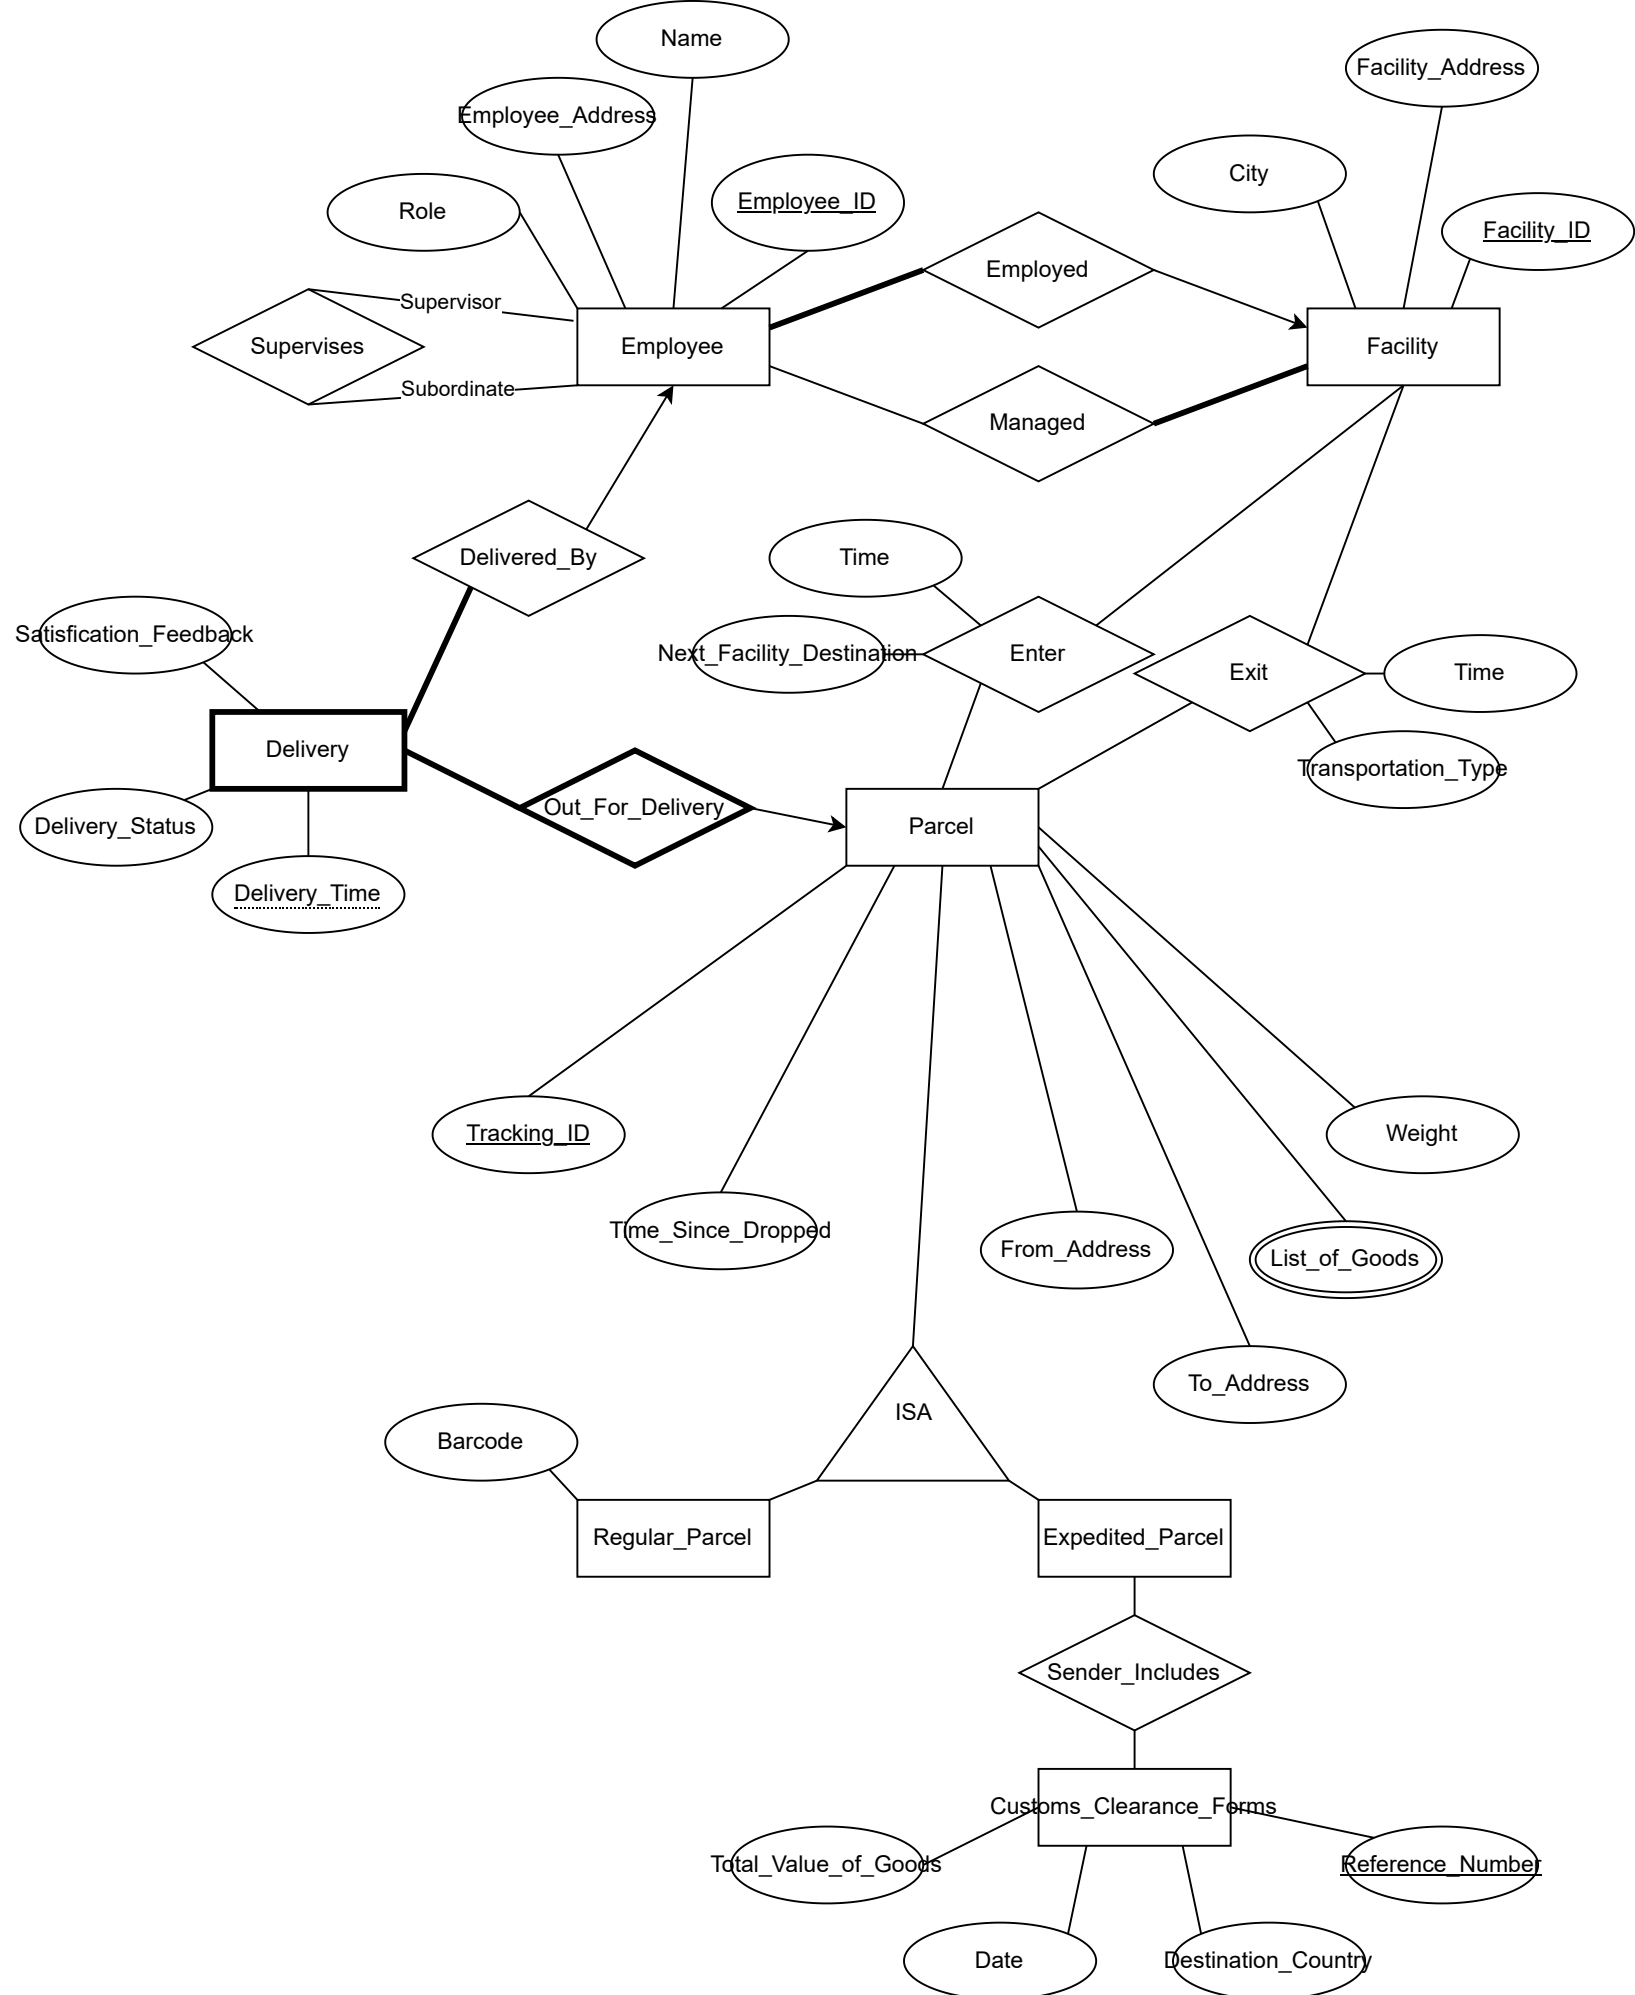 Name
Facility_Address
Employee_Address
City
Employee_ID
Role
Facility_ID
Employed
Supervisor
Supervises
Employee
Facility
Subordinate
Managed
Delivered_By
Time
Satisfication_Feedback
Next_Facility_Destination
Enter
Exit
Time
Delivery
Transportation_Type
Out_For_Delivery
Delivery_Status
Parcel
Delivery_Time
Tracking_ID
Weight
Time_Since_Dropped
From_Address
List_of_Goods
To_Address
ISA
Barcode
Regular_Parcel
Expedited_Parcel
Sender_Includes
Customs_Clearance_Forms
Total_Value_of_Goods
Reference_Number
Date
Destination_Country